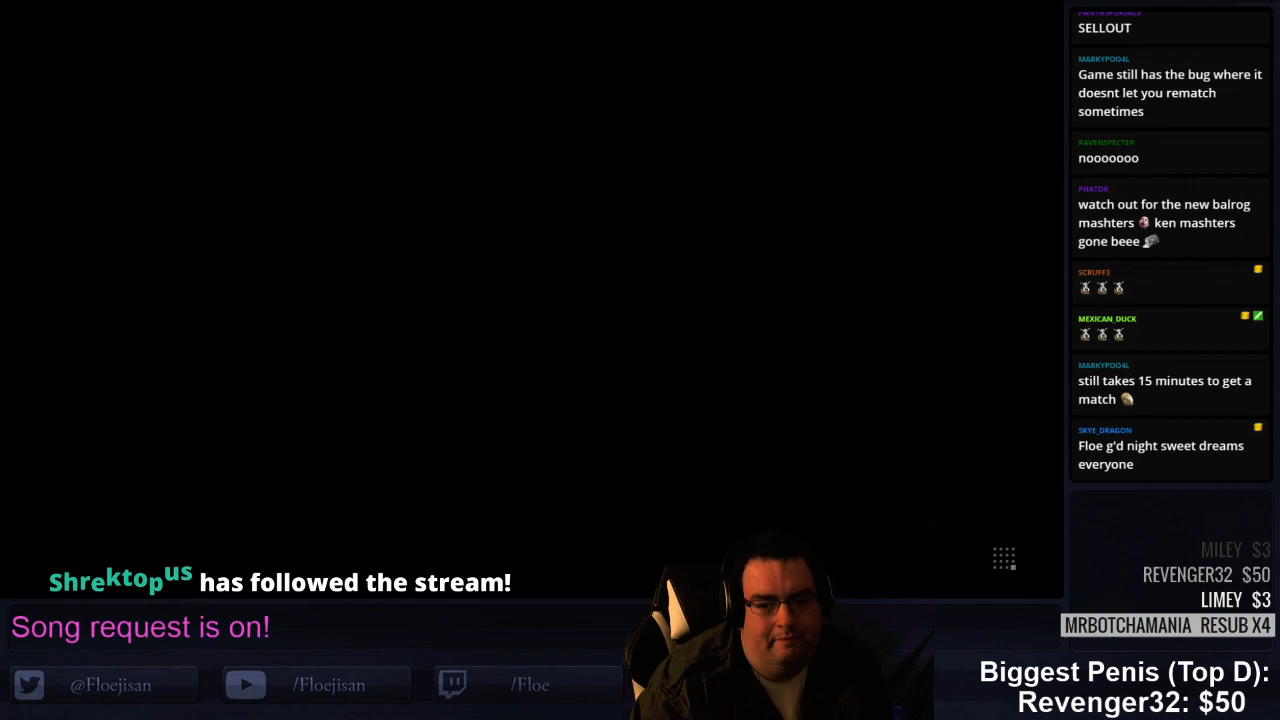 PANTIESFORSALE
SELLOUT
MARKYPOO4L
Game still has the bug where it
doesnt let you rematch
sometimes
RAVENSPECTER
nooooooo
PHATDK
watch out for the new balrog
mashters ken mashters
gone beee
SCRUFF3
MEXICAN_DUCK
MARKYPOO4L
still takes 15 minutes to get a
match
SKYE_DRAGON
Floe g'd night sweet dreams
everyone
MILEY $3
REVENGER32 $50
LIMEY $3
MRBOTCHAMANIA RESUB X4
Shrektopus has followed the stream!
Song request is on!
@Floejisan
/Floejisan
/Floe
Biggest Penis (Top D):
Revenger32: $50